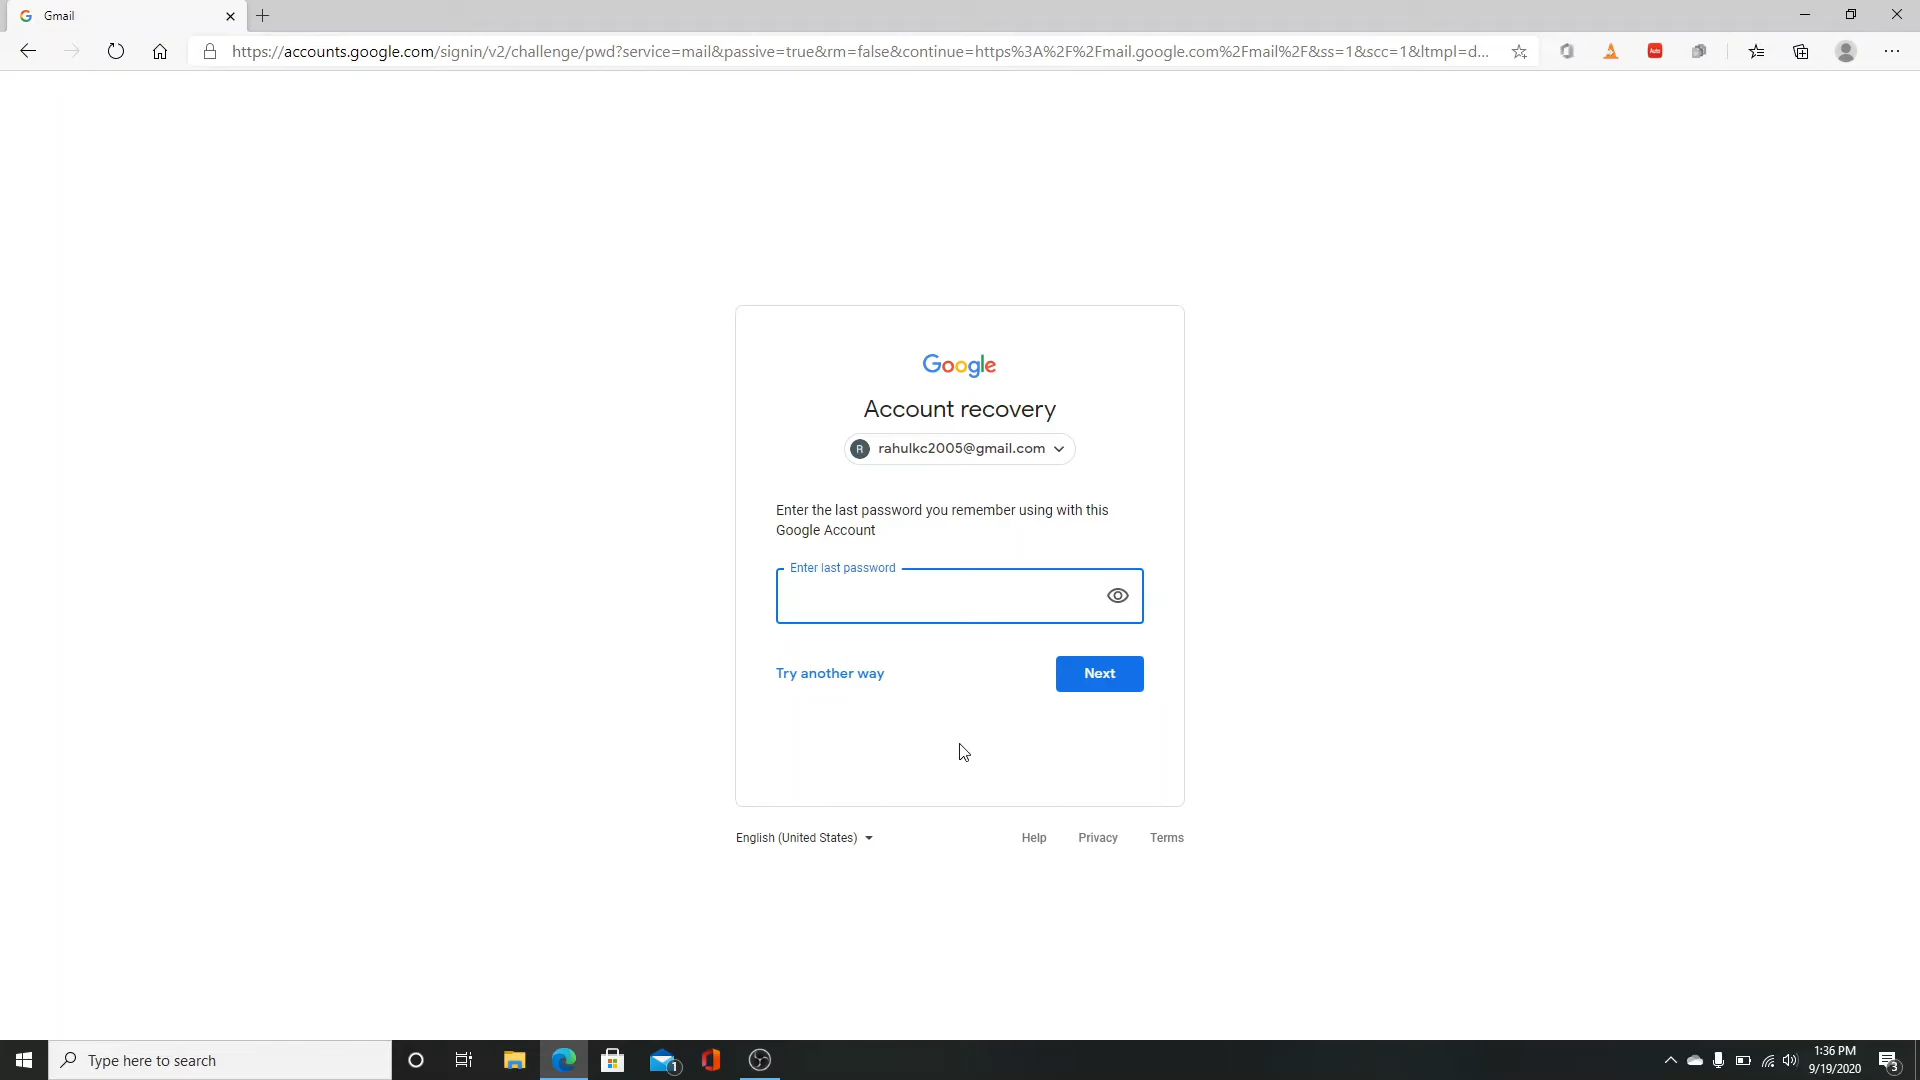 Gmail
https://accounts.google.com/signin/v2/challenge/pwd?service=mail&passive=true&rm=false&continue=https%3A%2F%2Fmail.google.com%2Fmail%2F&ss=1&scc=1&ltmpl=d...
Google
Account recovery
R rahulkc2005@gmail.com
Enter the last password you remember using with this
Google Account
Enter last password
Try another way
Next
English (United States)
Help
Privacy
Terms
Type here to search
1
1:36 PM
9/19/2020
3